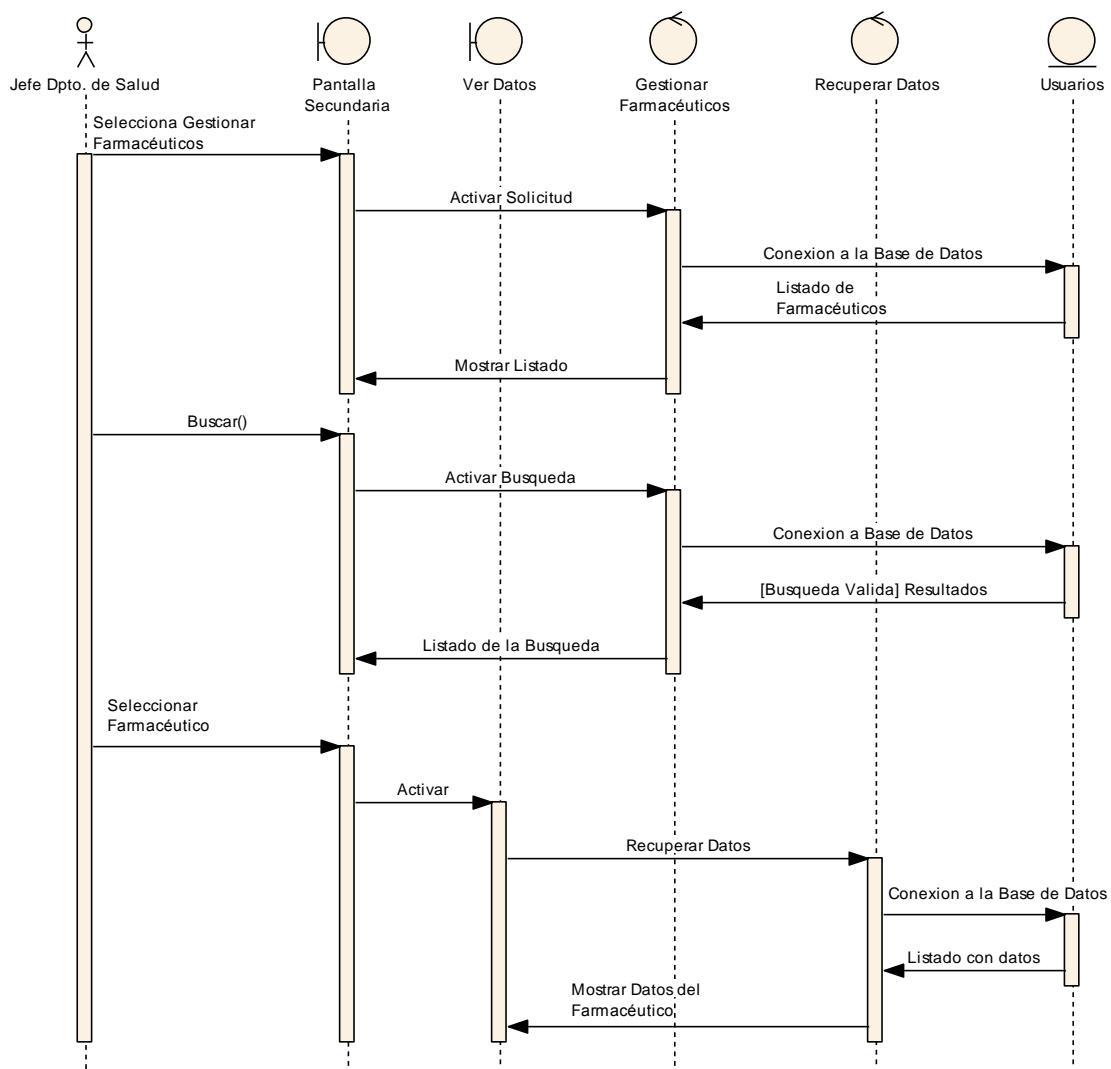 Jefe Dpto. de Salud
Pantalla
Secundaria
Ver Datos
Gestionar
Farmacéuticos
Recuperar Datos
Usuarios
Selecciona Gestionar
Farmacéuticos
Activar Solicitud
Conexion a la Base de Datos
Listado de
Farmacéuticos
Mostrar Listado
Buscar()
Activar Busqueda
Conexion a Base de Datos
[Busqueda Valida] Resultados
Listado de la Busqueda
Seleccionar
Farmacéutico
Activar
Recuperar Datos
Conexion a la Base de Datos
Listado con datos
Mostrar Datos del
Farmacéutico